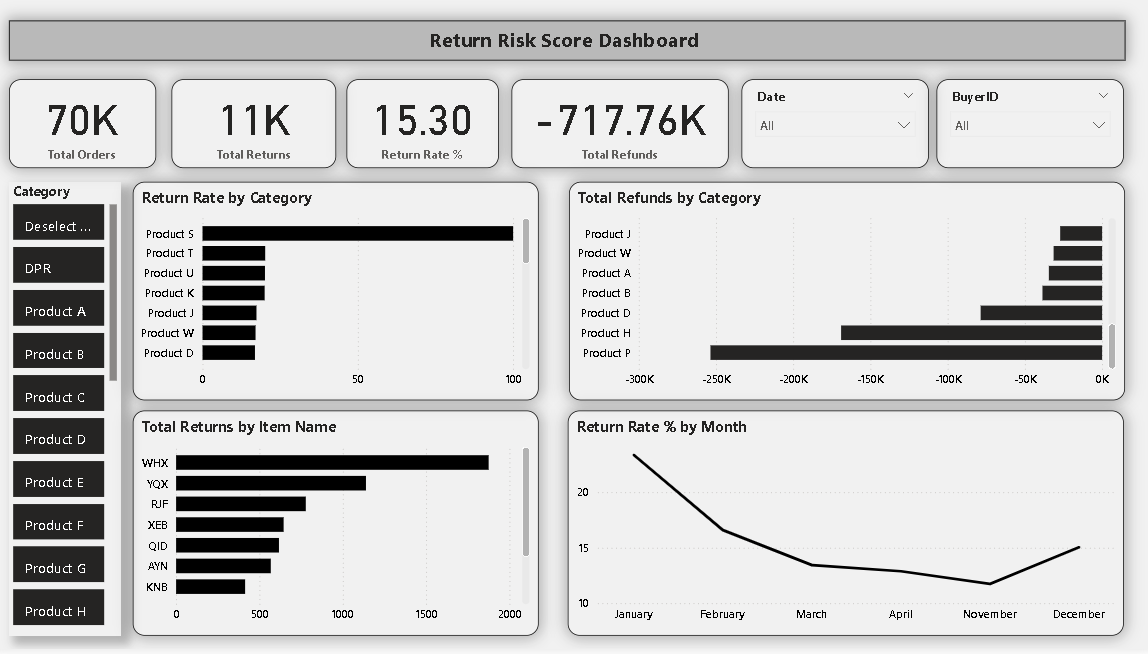 Return Risk Score Dashboard
70K
Total Orders
11K
Total Returns
15.30
Return Rate %
-717.76K
Total Refunds
Date
All
BuyerID
All
Category
Deselect ...
DPR
Product A
Product B
Product C
Product D
Product E
Product F
Product G
Product H
Return Rate by Category
Product S
Product T
Product U
Product K
Product J
Product W
Product D
0 50 100
Total Refunds by Category
Product J
Product W
Product A
Product B
Product D
Product H
Product P
-300K -250K -200K -150K -100K -50K 0K
Total Returns by Item Name
WHX
YQX
RJF
XEB
QID
AYN
KNB
0 500 1000 1500 2000
Return Rate % by Month
20
15
10
January February March April November December